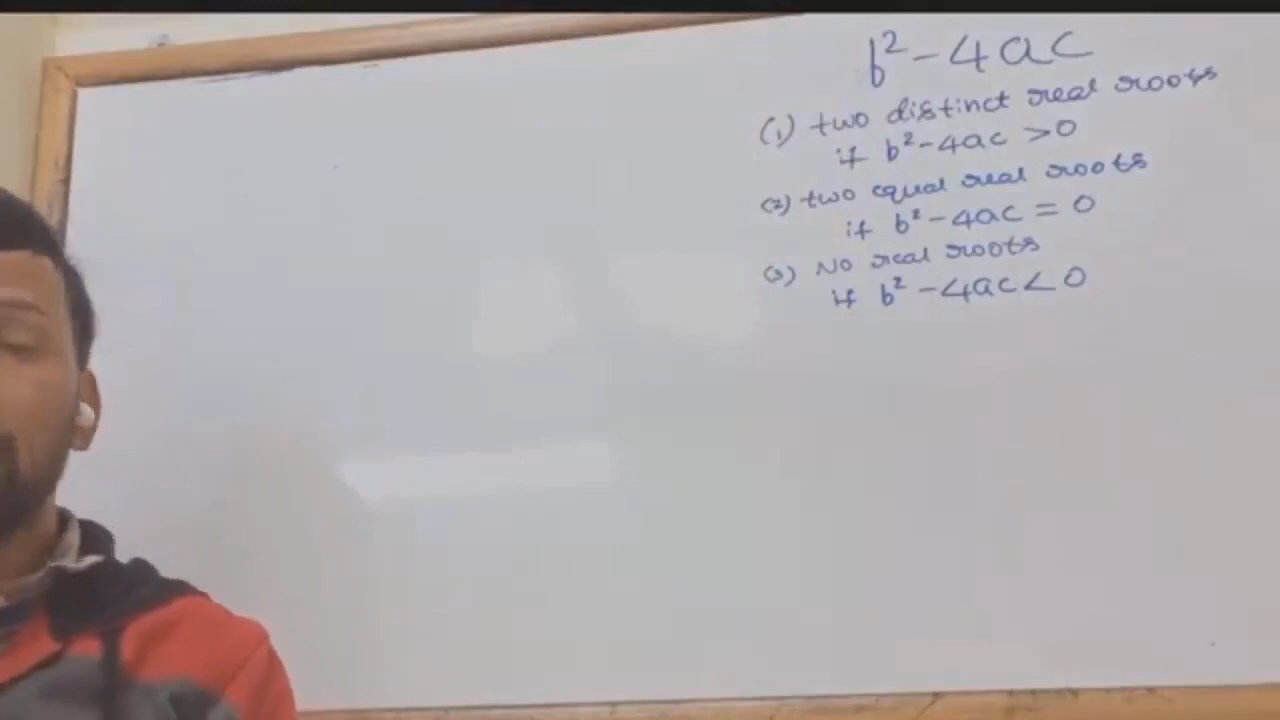 b² - 4ac
(1) two distinct real roots
if b² - 4ac > 0
(2) two equal real roots
if b² - 4ac = 0
(3) No real roots
if b² - 4ac < 0